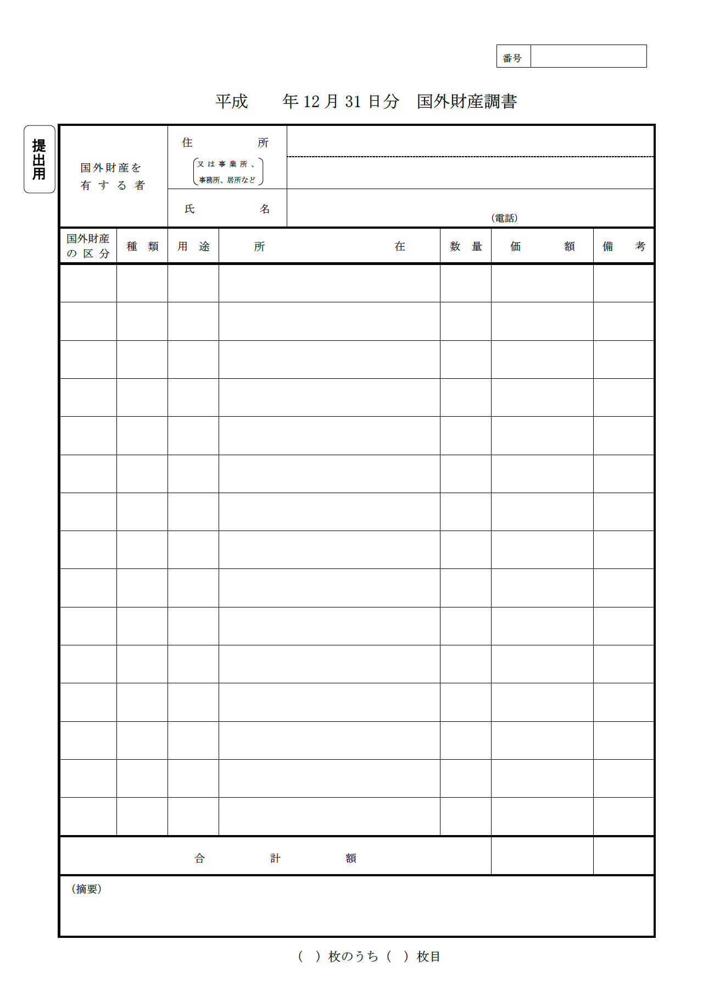 番号
平成　　年 12 月 31 日分　国外財産調書
提出用
国外財産を
有する者
住　　所
又は事業所、
事務所、居所など
氏　　名
（電話）
国外財産
の区分
種　類
用　途
所　　在
数　量
価　　額
備　考
合　　計　　額
（摘要）
（　）枚のうち（　）枚目